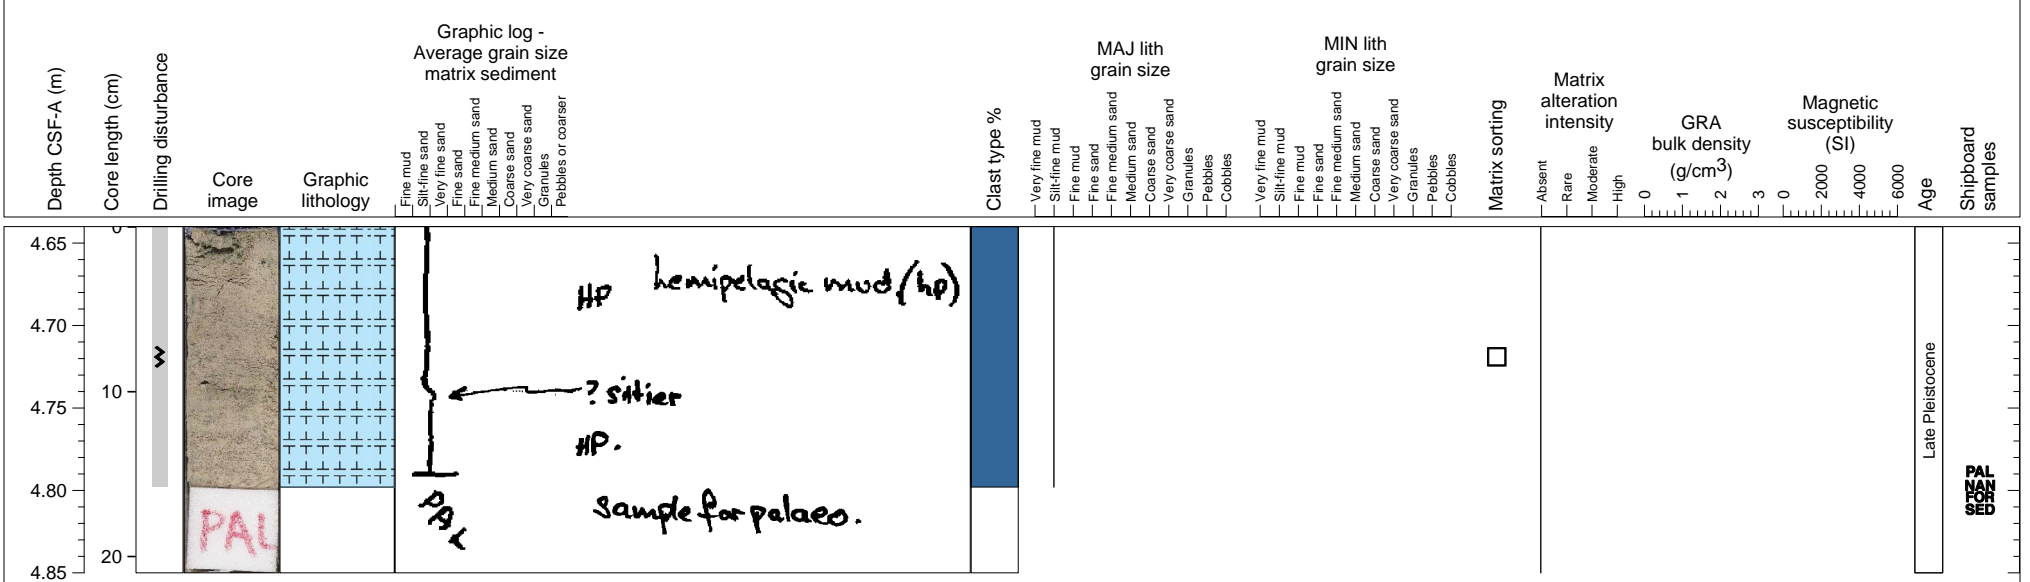 Depth CSF-A (m)
Core length (cm)
Drilling disturbance
Core
image
Graphic
lithology
Graphic log -
Average grain size
matrix sediment
Fine mud
Silt-fine sand
Very fine sand
Fine sand
Fine medium sand
Medium sand
Coarse sand
Very coarse sand
Granules
Pebbles or coarser
Clast type %
MAJ lith
grain size
Very fine mud
Silt-fine mud
Fine mud
Fine sand
Fine medium sand
Medium sand
Coarse sand
Very coarse sand
Granules
Pebbles
Cobbles
MIN lith
grain size
Very fine mud
Silt-fine mud
Fine mud
Fine sand
Fine medium sand
Medium sand
Coarse sand
Very coarse sand
Granules
Pebbles
Cobbles
Matrix sorting
Matrix
alteration
intensity
Absent
Rare
Moderate
High
GRA
bulk density
(g/cm3)
0 1 2 3
Magnetic
susceptibility
(SI)
0 2000 4000 6000
Age
Shipboard
samples
4.65
4.70
4.75
4.80
4.85
0
10
20
PAL
HP hemipelagic mud (hp)
? siltier
HP.
PAL
Sample for palaeo.
Late Pleistocene
PAL
NAN
FOR
SED